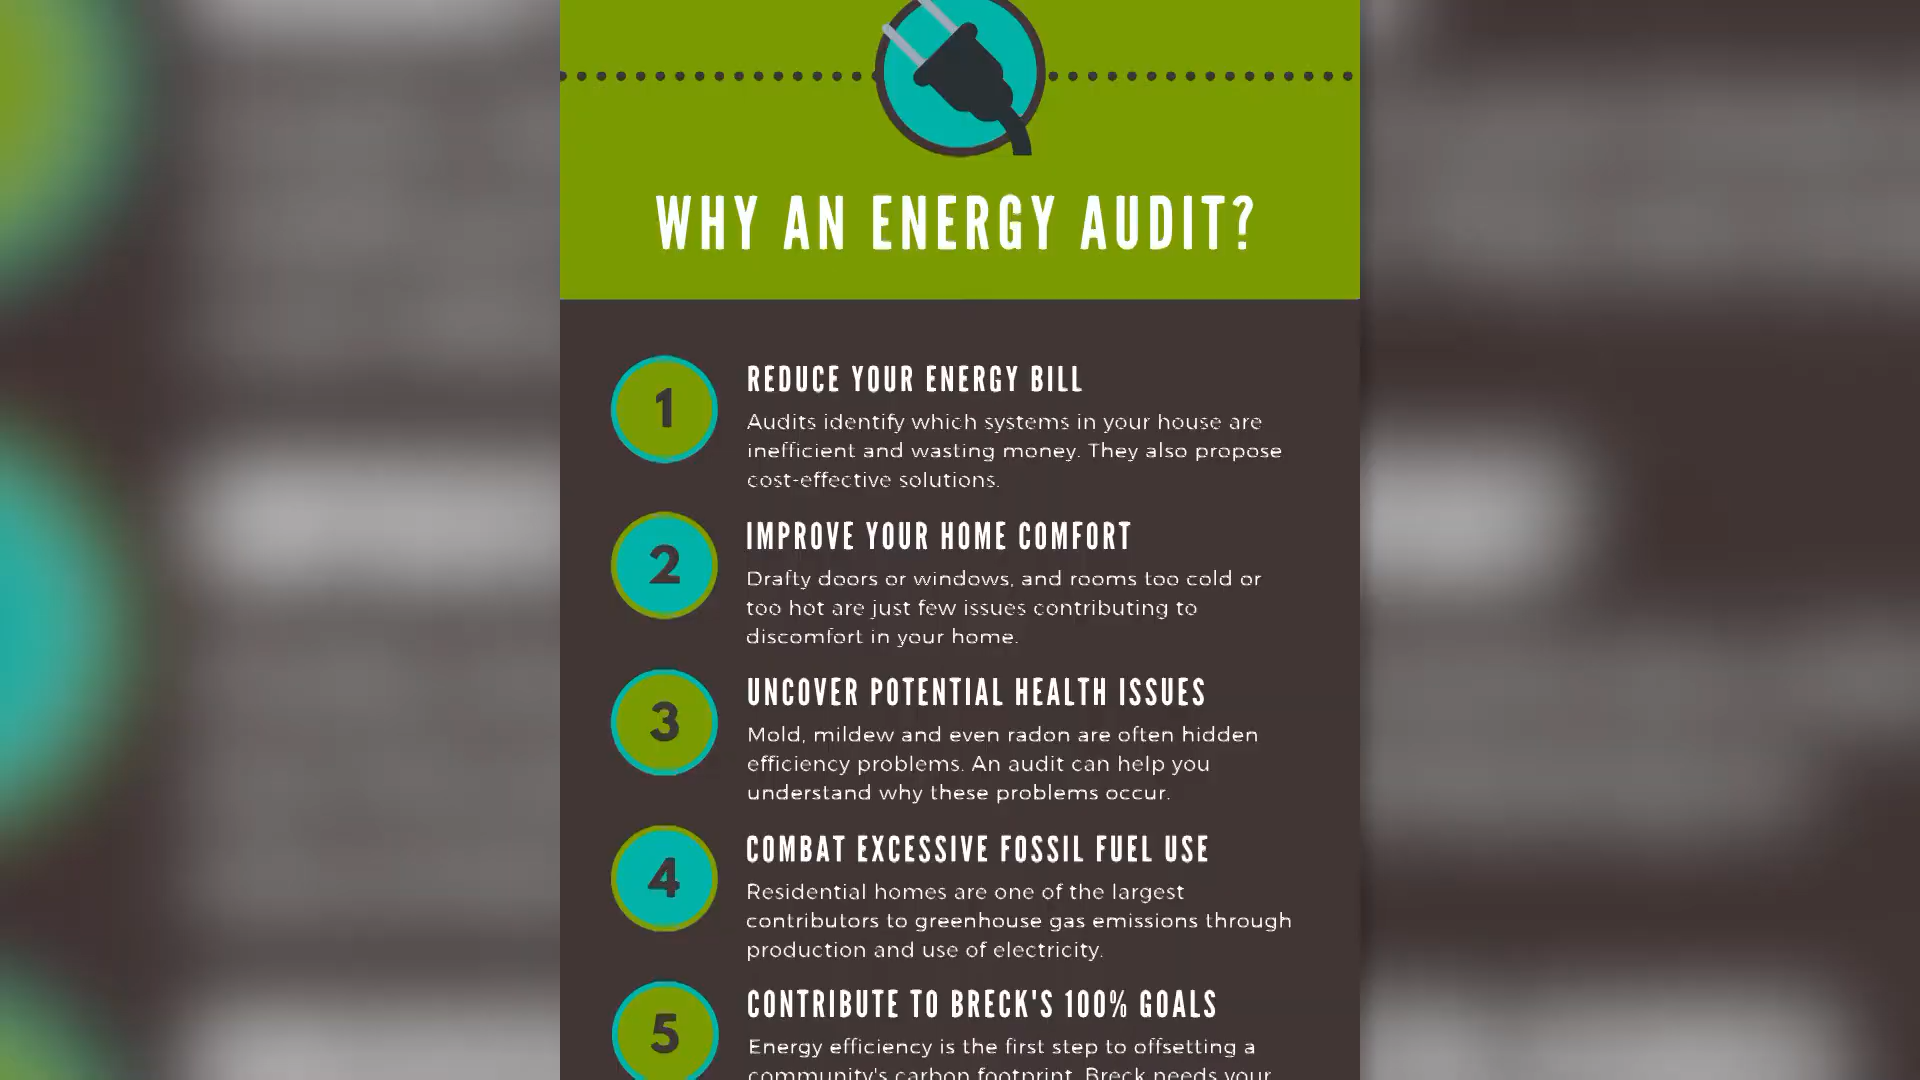 WHY AN ENERGY AUDIT?
1
REDUCE YOUR ENERGY BILL
Audits identify which systems in your house are
inefficient and wasting money. They also propose
cost-effective solutions.
2
IMPROVE YOUR HOME COMFORT
Drafty doors or windows, and rooms too cold or
too hot are just few issues contributing to
discomfort in your home.
3
UNCOVER POTENTIAL HEALTH ISSUES
Mold, mildew and even radon are often hidden
efficiency problems. An audit can help you
understand why these problems occur.
4
COMBAT EXCESSIVE FOSSIL FUEL USE
Residential homes are one of the largest
contributors to greenhouse gas emissions through
production and use of electricity.
5
CONTRIBUTE TO BRECK'S 100% GOALS
Energy efficiency is the first step to offsetting a
community's carbon footprint. Breck needs your